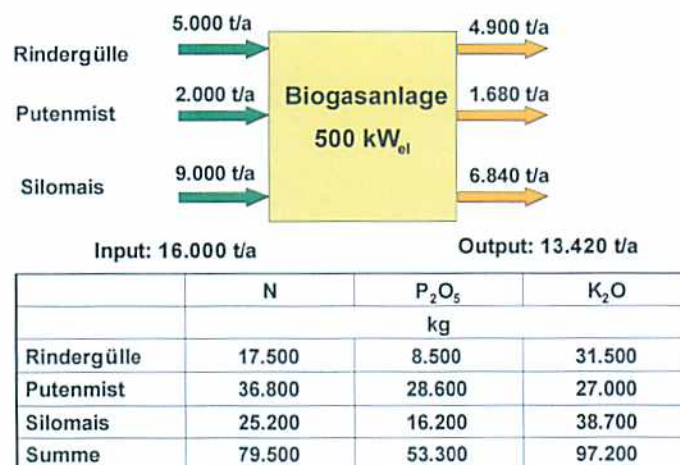 5.000 t/a 4.900 t/a
Rindergülle
2.000 t/a Biogasanlage 1.680 t/a
Putenmist
500 kWel
9.000 t/a 6.840 t/a
Silomais
Input: 16.000 t/a Output: 13.420 t/a
N P2O5 K2O
kg
Rindergülle 17.500 8.500 31.500
Putenmist 36.800 28.600 27.000
Silomais 25.200 16.200 38.700
Summe 79.500 53.300 97.200